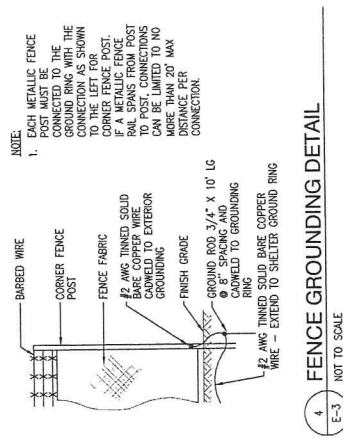 NOTE:
1. EACH METALLIC FENCE
POST MUST BE
CONNECTED TO THE
GROUND RING WITH THE
CONNECTION AS SHOWN
TO THE LEFT FOR
CORNER FENCE POST.
IF A METALLIC FENCE
RAIL SPANS FROM POST
TO POST, CONNECTIONS
CAN BE LIMITED TO NO
MORE THAN 20' MAX
DISTANCE PER
CONNECTION.
BARBED WIRE
CORNER FENCE
POST
FENCE FABRIC
#2 AWG TINNED SOLID
BARE COPPER WIRE
CADWELD TO EXTERIOR
GROUNDING
FINISH GRADE
GROUND ROD 3/4" X 10' LG
@ 8" SPACING AND
CADWELD TO GROUNDING
RING
#2 AWG TINNED SOLID BARE COPPER
WIRE - EXTEND TO SHELTER GROUND RING
4
E-3
FENCE GROUNDING DETAIL
NOT TO SCALE